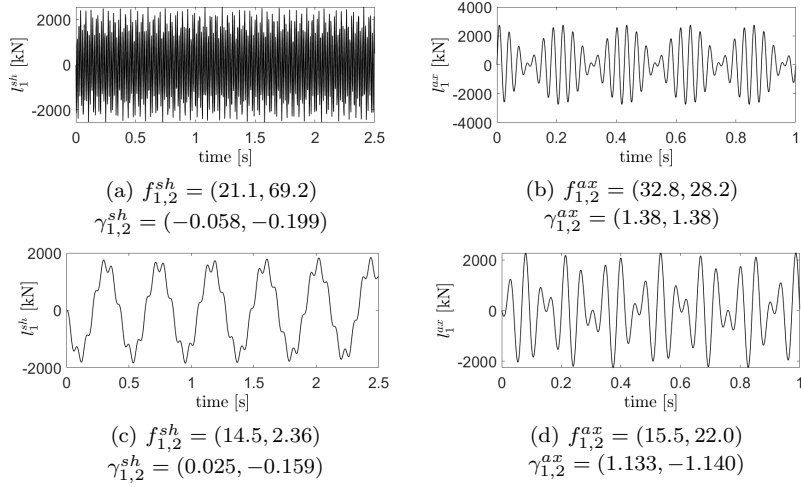 2000
0
-2000
l_1^{sh} [kN]
0 0.5 1 1.5 2 2.5
time [s]
(a) f_{1,2}^{sh} = (21.1, 69.2)
γ_{1,2}^{sh} = (−0.058, −0.199)
4000
2000
0
-2000
-4000
l_1^{ax} [kN]
0 0.2 0.4 0.6 0.8 1
time [s]
(b) f_{1,2}^{ax} = (32.8, 28.2)
γ_{1,2}^{ax} = (1.38, 1.38)
2000
0
-2000
l_1^{sh} [kN]
0 0.5 1 1.5 2 2.5
time [s]
(c) f_{1,2}^{sh} = (14.5, 2.36)
γ_{1,2}^{sh} = (0.025, −0.159)
2000
0
-2000
l_1^{ax} [kN]
0 0.2 0.4 0.6 0.8 1
time [s]
(d) f_{1,2}^{ax} = (15.5, 22.0)
γ_{1,2}^{ax} = (1.133, −1.140)